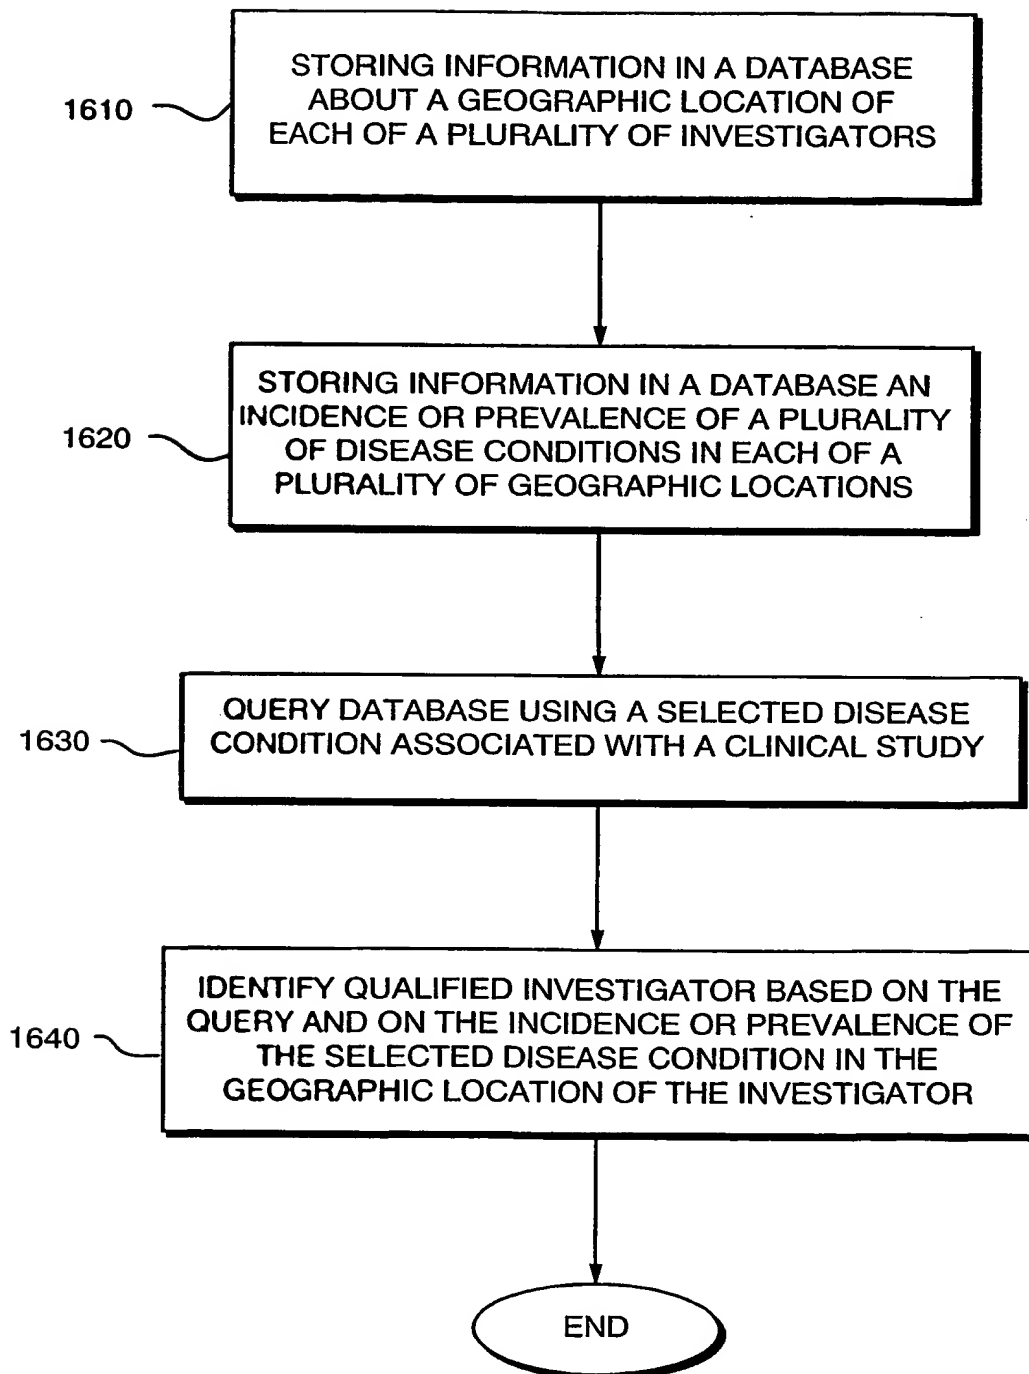 STORING INFORMATION IN A DATABASE
ABOUT A GEOGRAPHIC LOCATION OF
EACH OF A PLURALITY OF INVESTIGATORS
1610
STORING INFORMATION IN A DATABASE AN
INCIDENCE OR PREVALENCE OF A PLURALITY
OF DISEASE CONDITIONS IN EACH OF A
PLURALITY OF GEOGRAPHIC LOCATIONS
1620
QUERY DATABASE USING A SELECTED DISEASE
CONDITION ASSOCIATED WITH A CLINICAL STUDY
1630
IDENTIFY QUALIFIED INVESTIGATOR BASED ON THE
QUERY AND ON THE INCIDENCE OR PREVALENCE OF
THE SELECTED DISEASE CONDITION IN THE
GEOGRAPHIC LOCATION OF THE INVESTIGATOR
1640
END